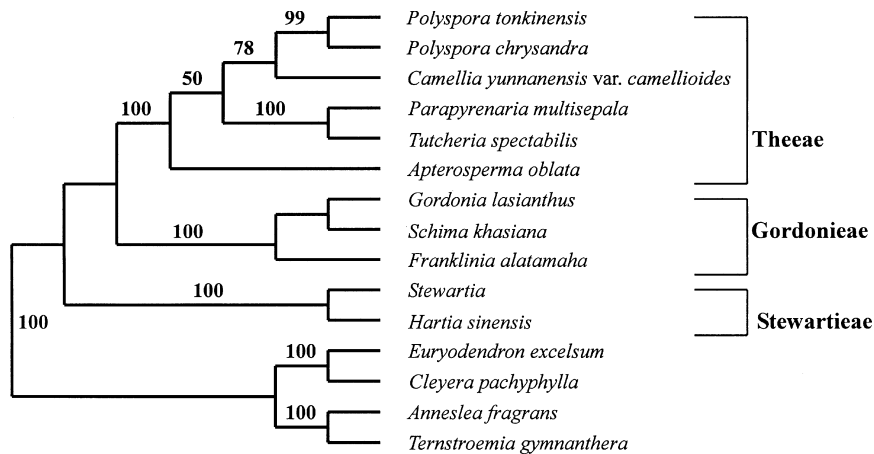 99
Polyspora tonkinensis
Polyspora chrysandra
78
Camellia yunnanensis var. camellioides
50
Parapyrenaria multisepala
100
100
Tutcheria spectabilis
Theeae
Apterosperma oblata
Gordonia lasianthus
Schima khasiana
100
Gordonieae
Franklinia alatamaha
Stewartia
100
Hartia sinensis
100
Stewartieae
Euryodendron excelsum
100
Cleyera pachyphylla
Anneslea fragrans
100
Ternstroemia gymnanthera